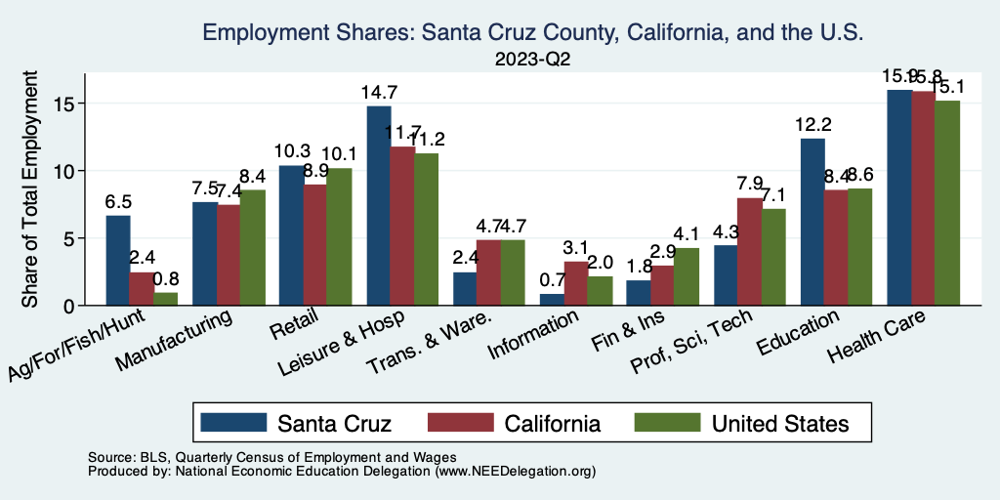 Employment Shares: Santa Cruz County, California, and the U.S.
2023-Q2
Share of Total Employment
15
10
5
0
6.5 2.4 0.8
7.5 7.4 8.4
10.3 8.9 10.1
14.7 11.7 11.2
2.4 4.7 4.7
0.7 3.1 2.0
1.8 2.9 4.1
4.3 7.9 7.1
12.2 8.4 8.6
15.9 15.8 15.1
Ag/For/Fish/Hunt
Manufacturing
Retail
Leisure & Hosp
Trans. & Ware.
Information
Fin & Ins
Prof, Sci, Tech
Education
Health Care
Santa Cruz California United States
Source: BLS, Quarterly Census of Employment and Wages
Produced by: National Economic Education Delegation (www.NEEDelegation.org)